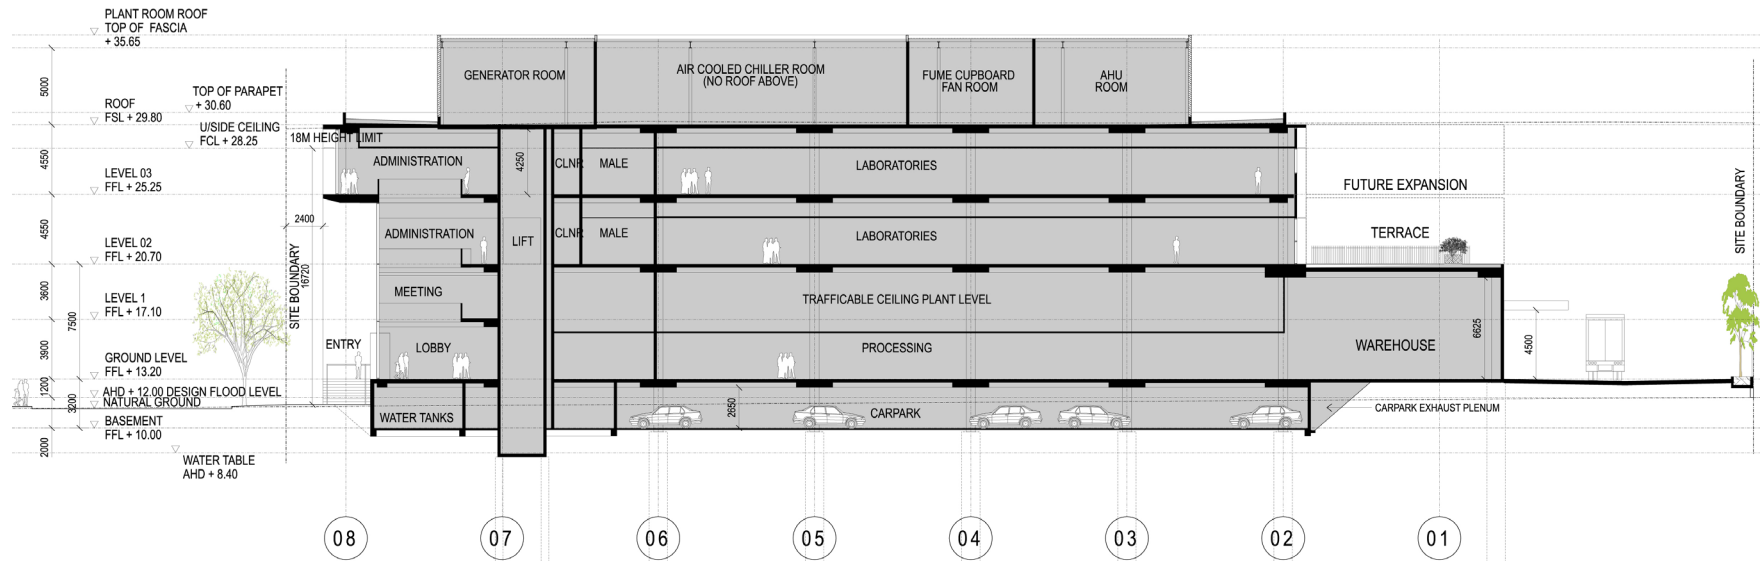 PLANT ROOM ROOF
TOP OF FASCIA
+ 35.65
TOP OF PARAPET
+ 30.60
ROOF
FSL + 29.80
U/SIDE CEILING
FCL + 28.25
LEVEL 03
FFL + 25.25
LEVEL 02
FFL + 20.70
LEVEL 1
FFL + 17.10
GROUND LEVEL
FFL + 13.20
AHD + 12.00 DESIGN FLOOD LEVEL
NATURAL GROUND
BASEMENT
FFL + 10.00
WATER TABLE
AHD + 8.40
5000
4550
4550
3600
7500
3900
1200
3200
2000
18M HEIGHT LIMIT
2400
SITE BOUNDARY
16720
GENERATOR ROOM
AIR COOLED CHILLER ROOM
(NO ROOF ABOVE)
FUME CUPBOARD
FAN ROOM
AHU
ROOM
ADMINISTRATION
4250
CLNR
MALE
LABORATORIES
FUTURE EXPANSION
ADMINISTRATION
LIFT
CLNR
MALE
LABORATORIES
TERRACE
SITE BOUNDARY
MEETING
TRAFFICABLE CEILING PLANT LEVEL
ENTRY
LOBBY
PROCESSING
WAREHOUSE
6625
4500
WATER TANKS
2650
CARPARK
CARPARK EXHAUST PLENUM
08
07
06
05
04
03
02
01